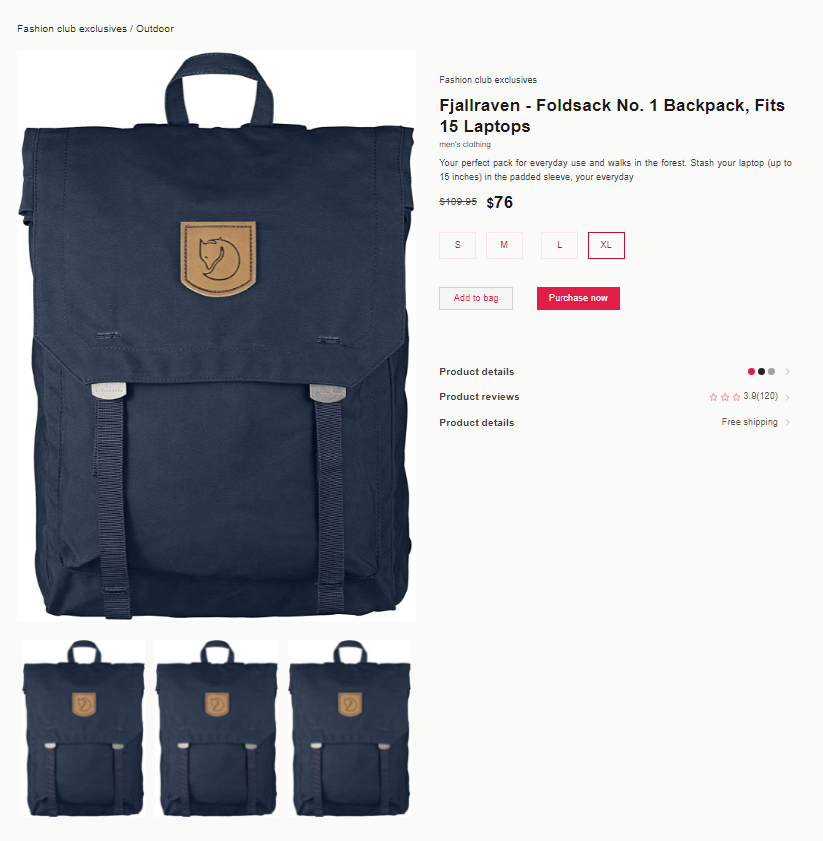 Fashion club exclusives / Outdoor
Fashion club exclusives
Fjallraven - Foldsack No. 1 Backpack, Fits
15 Laptops
men's clothing
Your perfect pack for everyday use and walks in the forest. Stash your laptop (up to
15 inches) in the padded sleeve, your everyday
$109.95 $76
S M L XL
Add to bag Purchase now
Product details
Product reviews 3.9(120)
Product details Free shipping